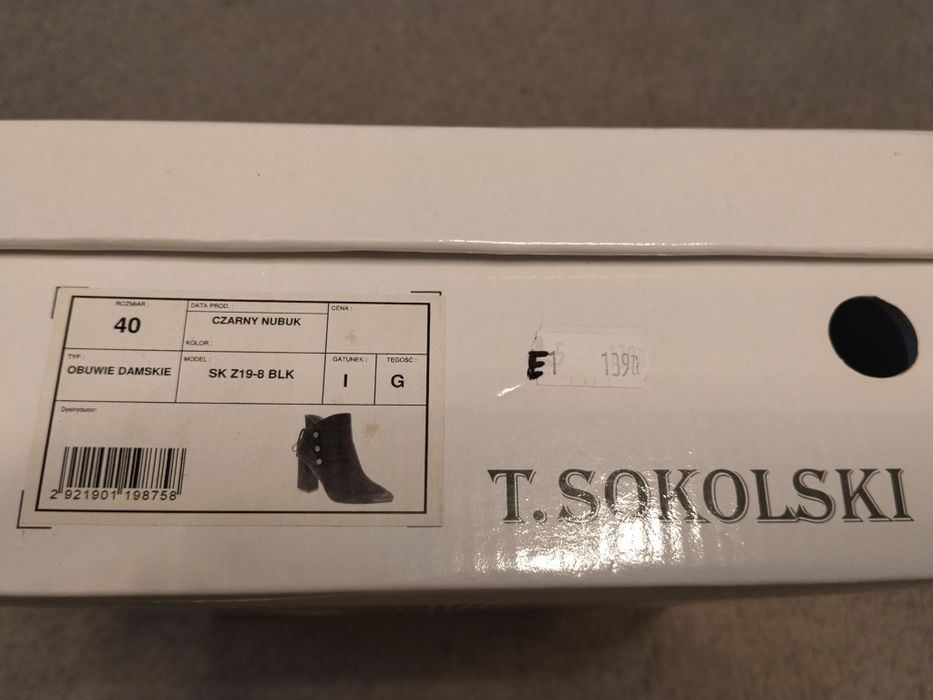 ROZMIAR :
40
DATA PROD. :
CZARNY NUBUK
KOLOR :
CENA :
TYP :
OBUWIE DAMSKIE
MODEL :
SK Z19-8 BLK
GATUNEK :
I
TĘGOŚĆ :
G
Dystrybutor:
2 921901 198758
E1
139zł
T. SOKOLSKI